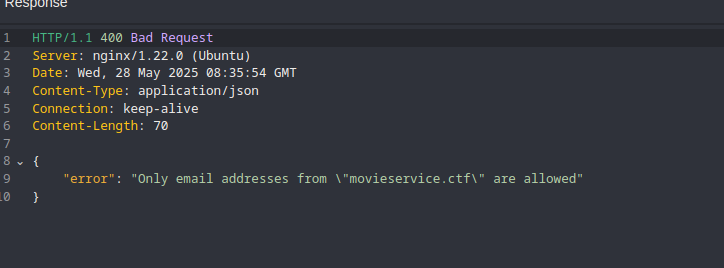 Response
1 HTTP/1.1 400 Bad Request
2 Server: nginx/1.22.0 (Ubuntu)
3 Date: Wed, 28 May 2025 08:35:54 GMT
4 Content-Type: application/json
5 Connection: keep-alive
6 Content-Length: 70
7
8 {
9 "error": "Only email addresses from \"movieservice.ctf\" are allowed"
10 }